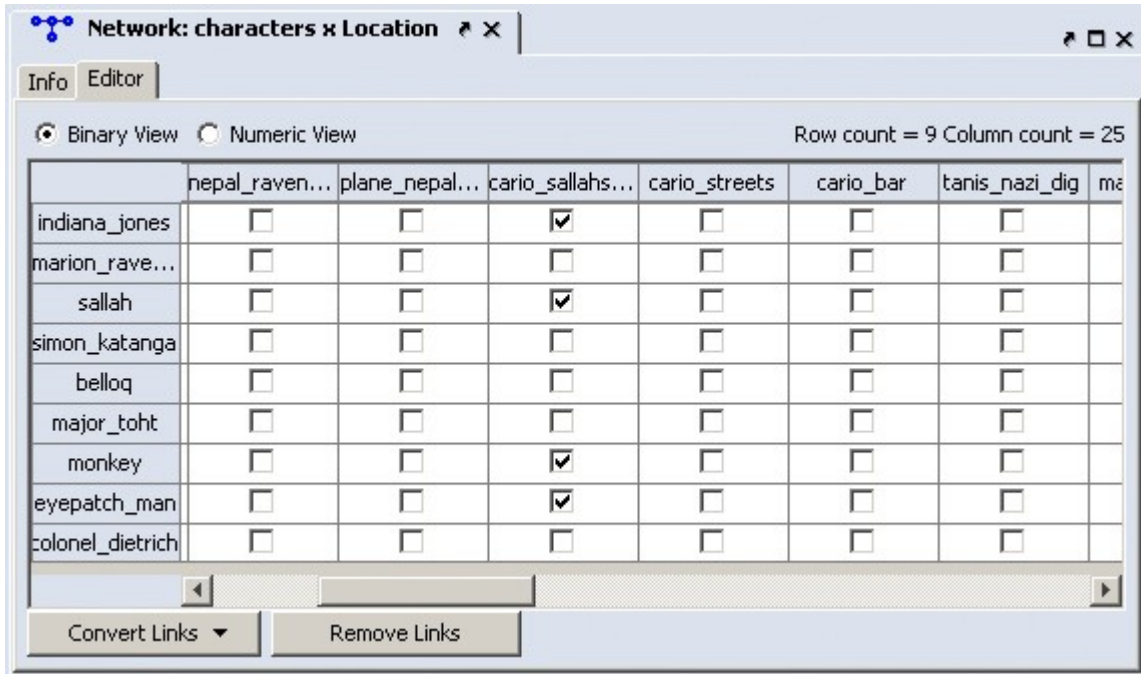 Network: characters x Location
Info Editor
Binary View Numeric View Row count = 9 Column count = 25
nepal_raven... plane_nepal... cario_sallahs... cario_streets cario_bar tanis_nazi_dig ma
indiana_jones
marion_rave...
sallah
simon_katanga
belloq
major_toht
monkey
eyepatch_man
colonel_dietrich
Convert Links Remove Links